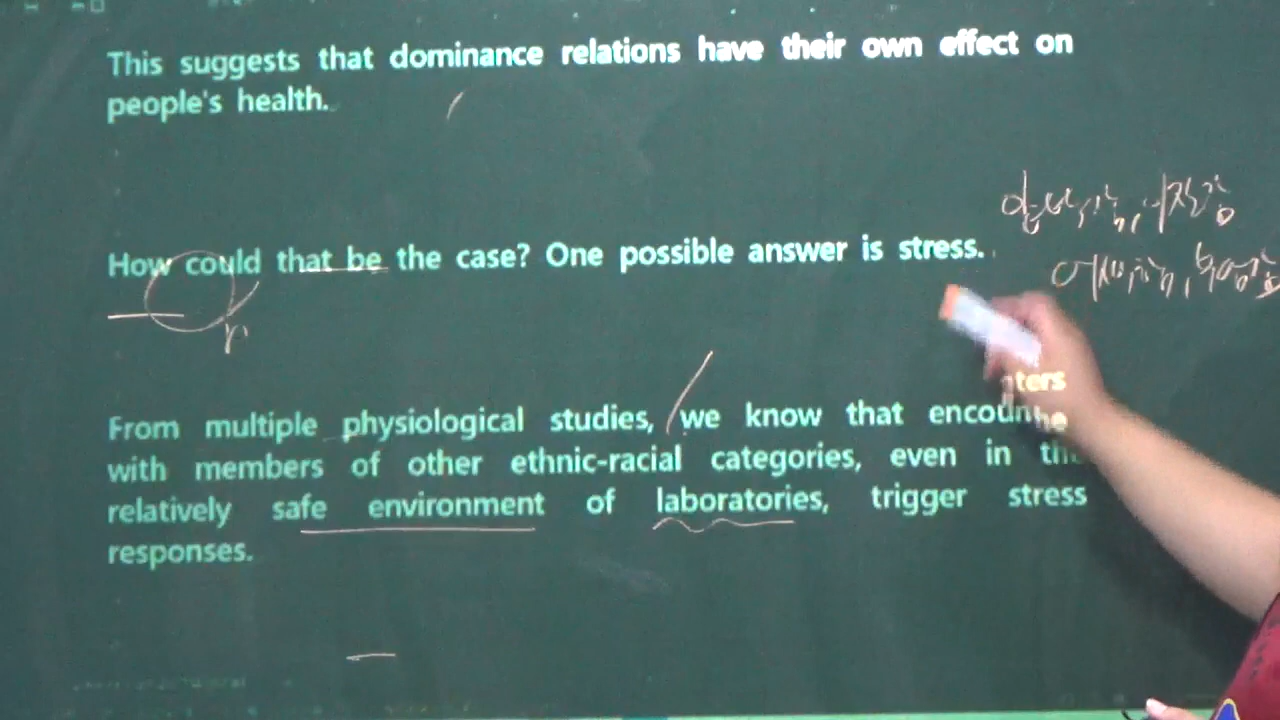 This suggests that dominance relations have their own effect on
people's health.
How could that be the case? One possible answer is stress.
From multiple physiological studies, we know that encounters
with members of other ethnic-racial categories, even in the
relatively safe environment of laboratories, trigger stress
responses.